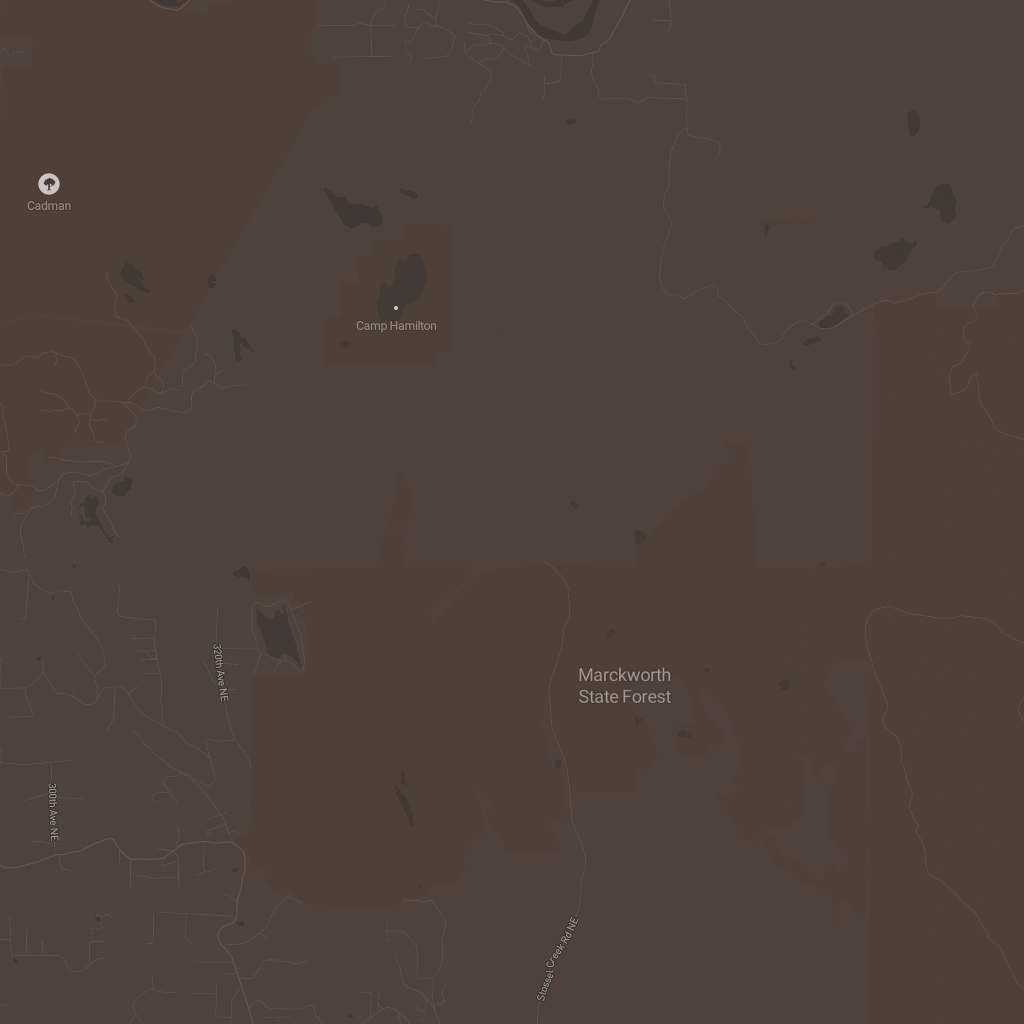 Cadman
Camp Hamilton
320th Ave NE
Marckworth
State Forest
300th Ave NE
Stossel Creek Rd NE